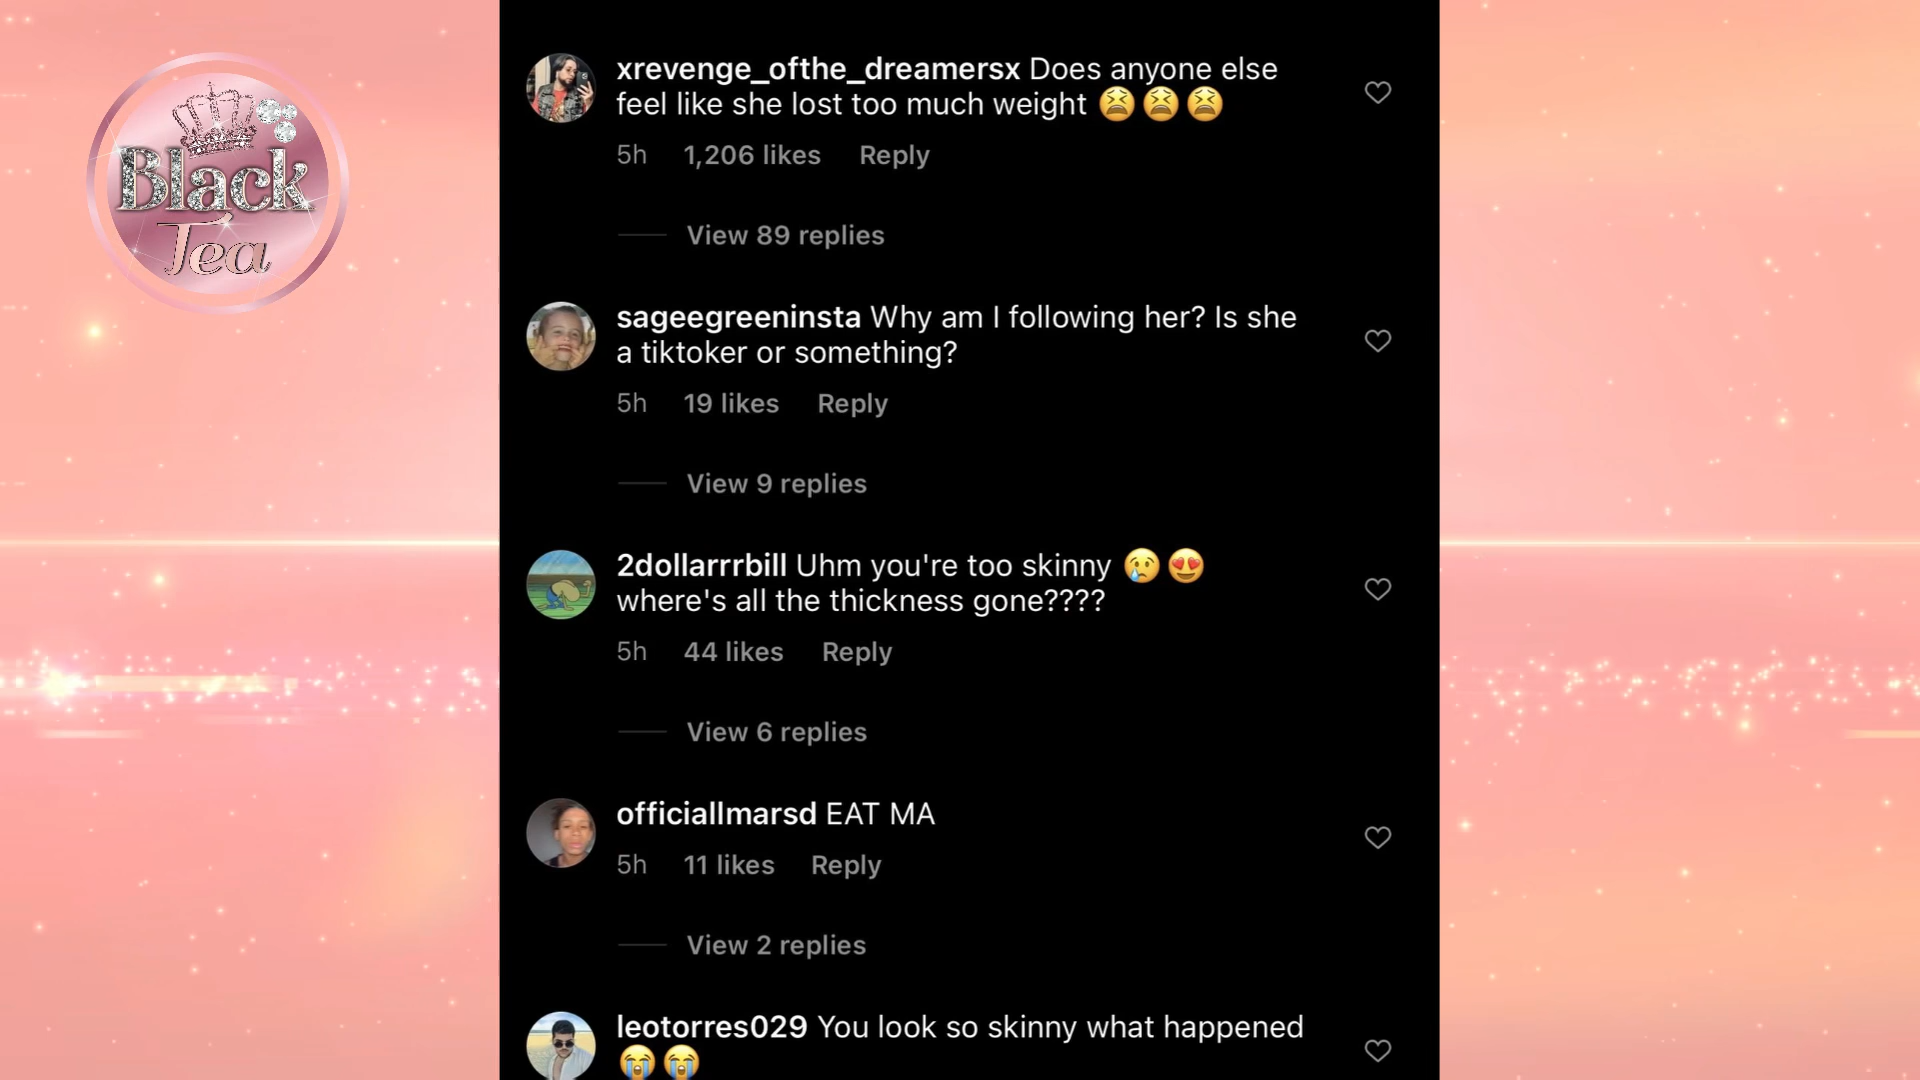 Black
Tea
xrevenge_ofthe_dreamersx Does anyone else
feel like she lost too much weight 😫😫😫
5h 1,206 likes Reply
View 89 replies
sageegreeninsta Why am I following her? Is she
a tiktoker or something?
5h 19 likes Reply
View 9 replies
2dollarrrbill Uhm you're too skinny 😢😍
where's all the thickness gone????
5h 44 likes Reply
View 6 replies
officiallmarsd EAT MA
5h 11 likes Reply
View 2 replies
leotorres029 You look so skinny what happened
😭😭